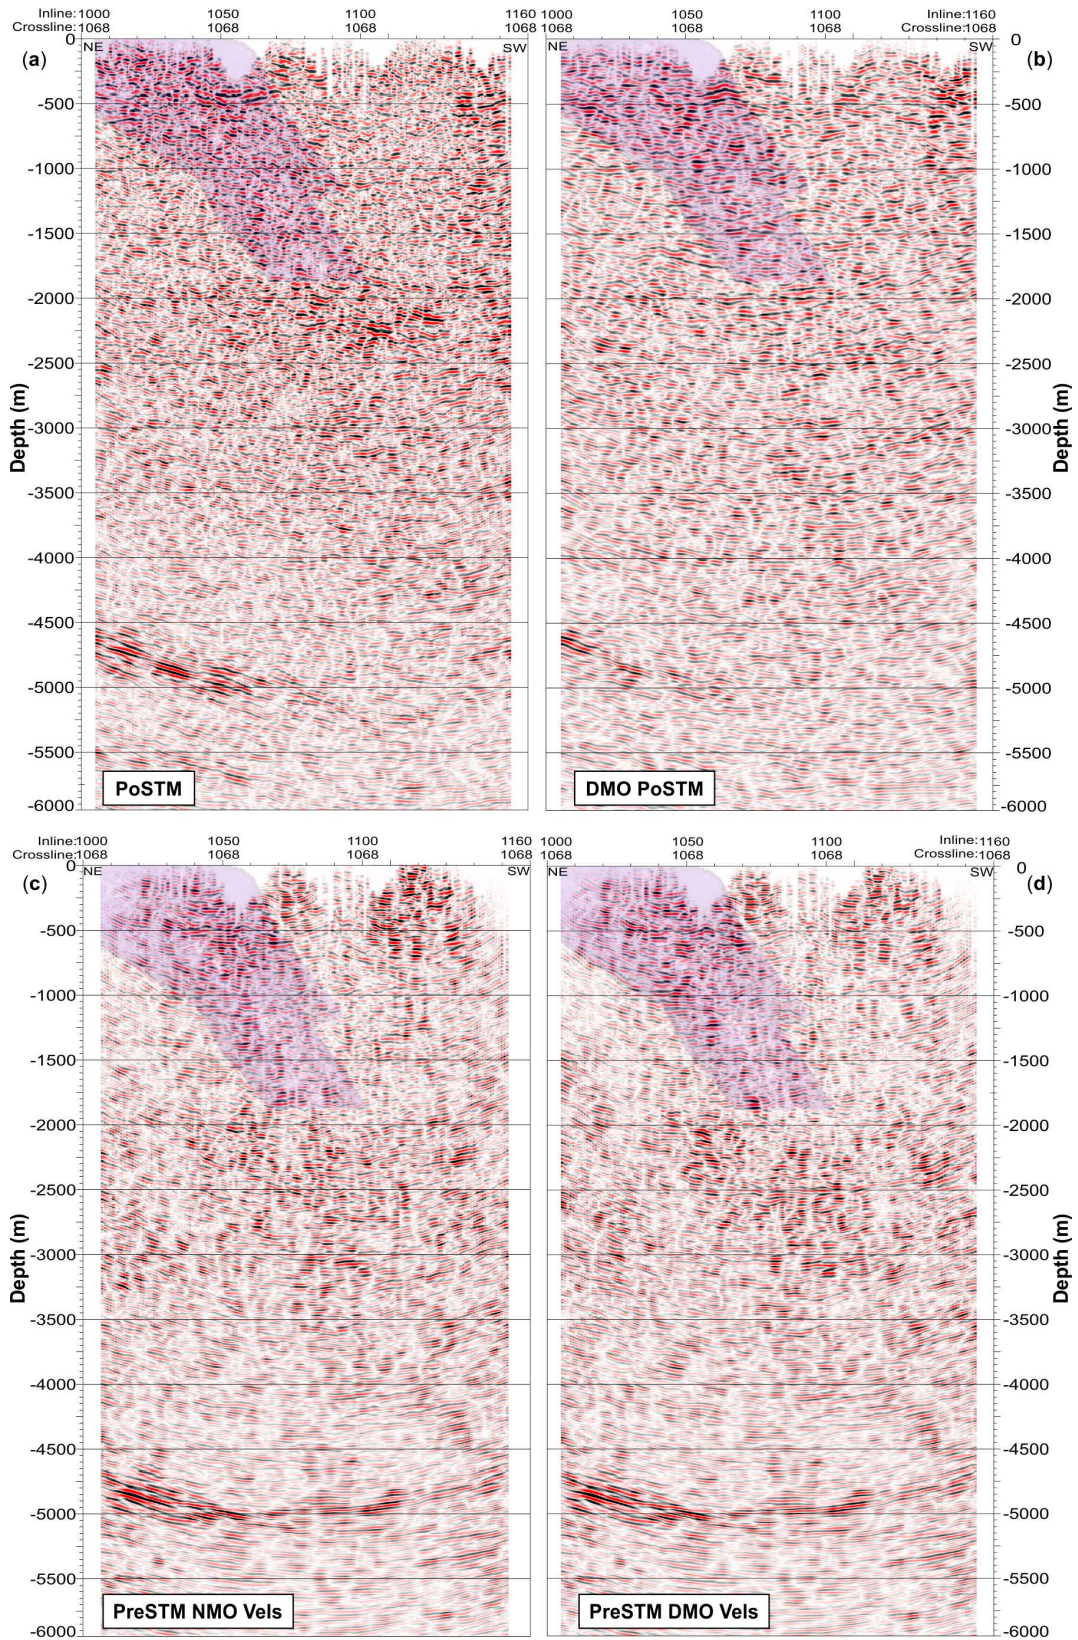 Inline: 1000 1050 1100 1160
Crossline: 1068 1068 1068 1068
Inline:1160
Crossline:1068
1000 1050 1100
1068 1068 1068
NE SW NE SW
(a) (b)
0 0
-500 -500
-1000 -1000
-1500 -1500
-2000 -2000
-2500 -2500
Depth (m) Depth (m)
-3000 -3000
-3500 -3500
-4000 -4000
-4500 -4500
-5000 -5000
-5500 -5500
PoSTM DMO PoSTM
-6000 -6000
Inline: 1000 1050 1100 1160
Crossline: 1068 1068 1068 1068
Inline:1160
Crossline:1068
1000 1050 1100
1068 1068 1068
NE SW NE SW
(c) (d)
0 0
-500 -500
-1000 -1000
-1500 -1500
-2000 -2000
-2500 -2500
Depth (m) Depth (m)
-3000 -3000
-3500 -3500
-4000 -4000
-4500 -4500
-5000 -5000
-5500 -5500
PreSTM NMO Vels PreSTM DMO Vels
-6000 -6000